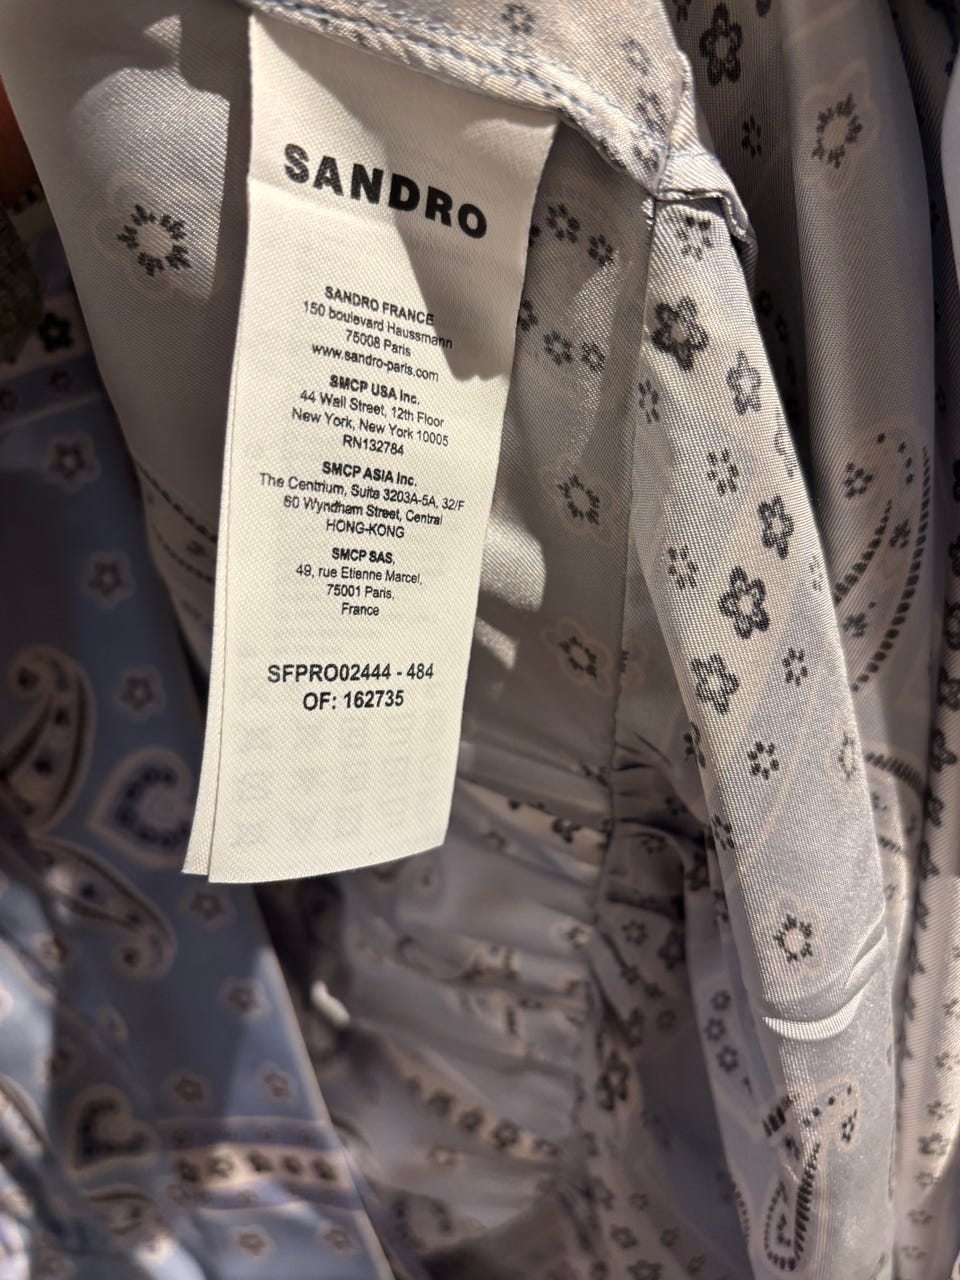 SANDRO
SANDRO FRANCE
150 boulevard Haussmann
75008 Paris
www.sandro-paris.com
SMCP USA Inc.
44 Wall Street, 12th Floor
New York, New York 10005
RN132784
SMCP ASIA Inc.
The Centrium, Suite 3203A-5A, 32/F
60 Wyndham Street, Central
HONG-KONG
SMCP SAS,
49, rue Etienne Marcel,
75001 Paris,
France
SFPRO02444 - 484
OF: 162735